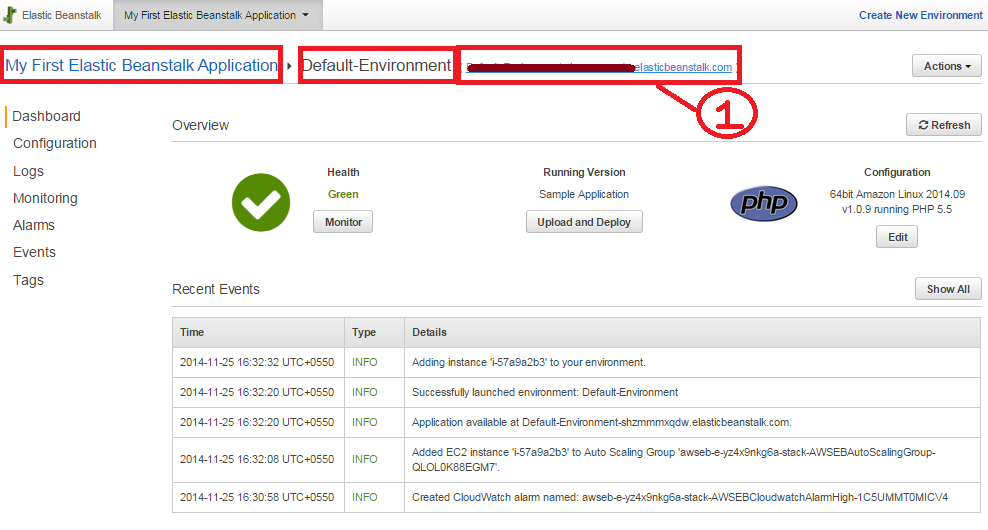 Elastic Beanstalk My First Elastic Beanstalk Application Create New Environment
My First Elastic Beanstalk Application Default-Environment elasticbeanstalk.com Actions
1
Dashboard
Configuration
Logs
Monitoring
Alarms
Events
Tags
Overview Refresh
Health
Green
Monitor
Running Version
Sample Application
Upload and Deploy
php
Configuration
64bit Amazon Linux 2014.09
v1.0.9 running PHP 5.5
Edit
Recent Events Show All
Time Type Details
2014-11-25 16:32:32 UTC+0550 INFO Adding instance 'i-57a9a2b3' to your environment.
2014-11-25 16:32:20 UTC+0550 INFO Successfully launched environment: Default-Environment
2014-11-25 16:32:20 UTC+0550 INFO Application available at Default-Environment-shzmmmxqdw.elasticbeanstalk.com.
2014-11-25 16:32:08 UTC+0550 INFO Added EC2 instance 'i-57a9a2b3' to Auto Scaling Group 'awseb-e-yz4x9nkg6a-stack-AWSEBAutoScalingGroup-
QLOL0K88EGM7'.
2014-11-25 16:30:58 UTC+0550 INFO Created CloudWatch alarm named: awseb-e-yz4x9nkg6a-stack-AWSEBCloudwatchAlarmHigh-1C5UMMT0MICV4